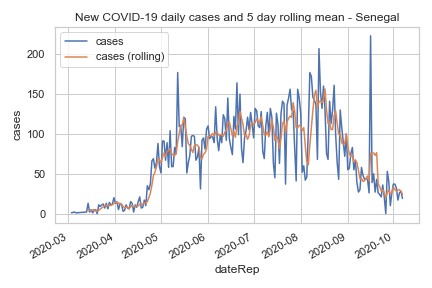 New COVID-19 daily cases and 5 day rolling mean - Senegal
cases
cases (rolling)
200
150
100
50
0
cases
2020-03
2020-04
2020-05
2020-06
2020-07
2020-08
2020-09
2020-10
dateRep